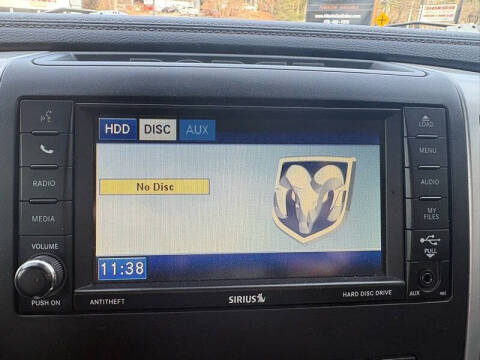 HDD DISC AUX
No Disc
11:38
RADIO
MEDIA
VOLUME
PUSH ON
ANTITHEFT
SIRIUS
HARD DISC DRIVE
LOAD
MENU
AUDIO
MY
FILES
PULL
AUX